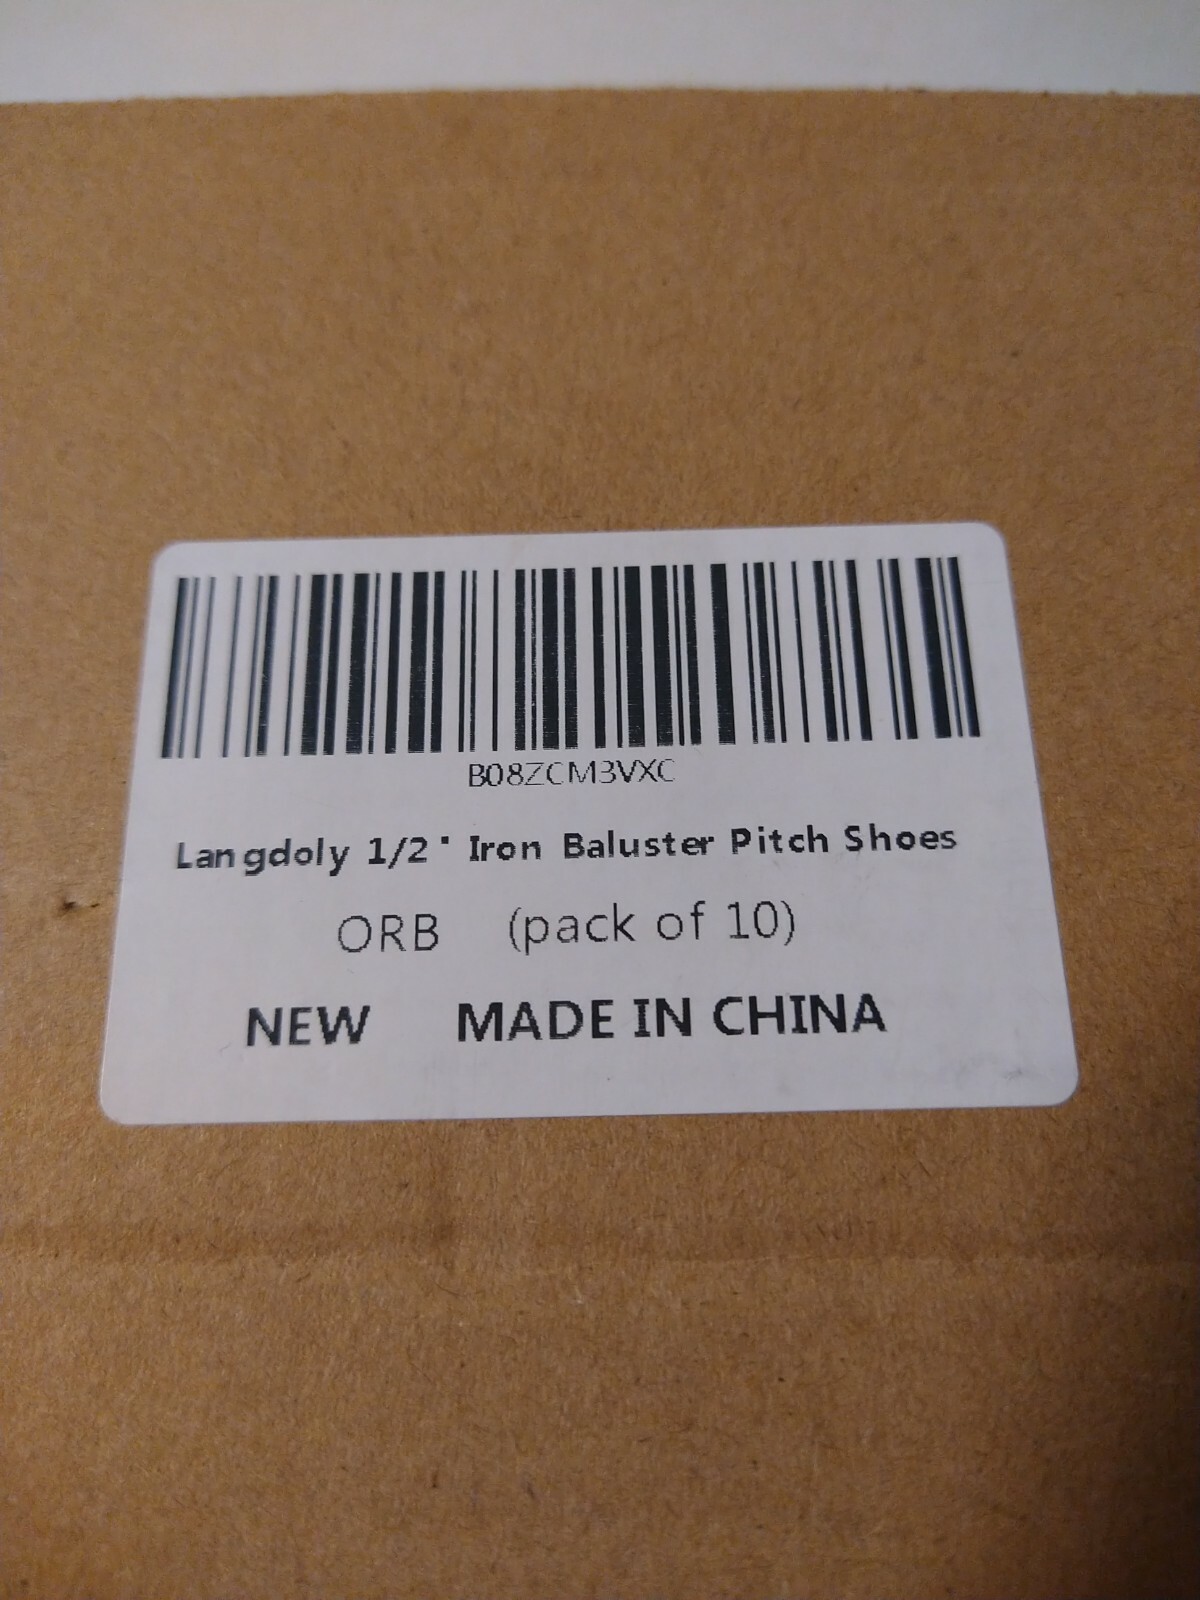 B08ZCM3VXC
Langdoly 1/2" Iron Baluster Pitch Shoes
ORB (pack of 10)
NEW MADE IN CHINA